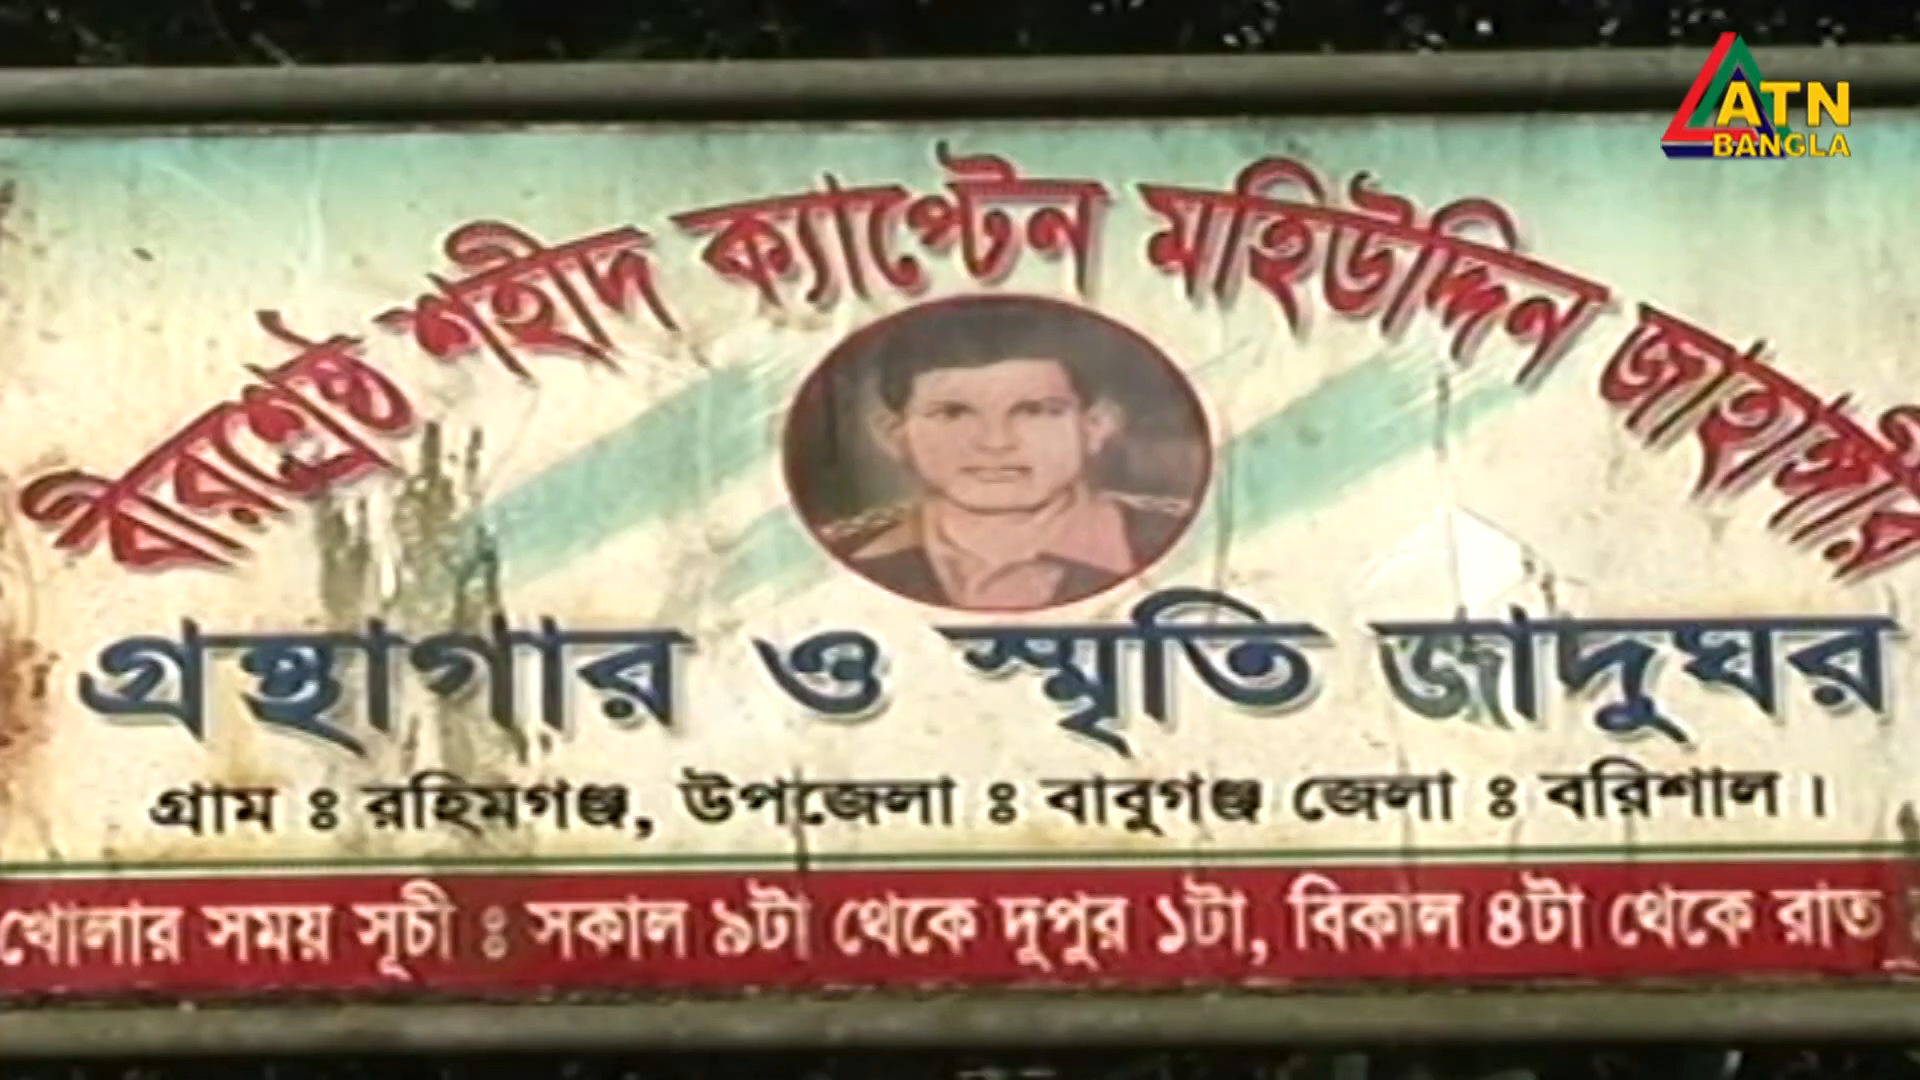 ATN
BANGLA
বীরশ্রেষ্ঠ শহীদ ক্যাপ্টেন মহিউদ্দিন জাহাঙ্গীর
গ্রন্থাগার ও স্মৃতি জাদুঘর
গ্রাম ঃ রহিমগঞ্জ, উপজেলা ঃ বাবুগঞ্জ জেলা ঃ বরিশাল।
খোলার সময় সূচী ঃ সকাল ৯টা থেকে দুপুর ১টা, বিকাল ৪টা থেকে রাত